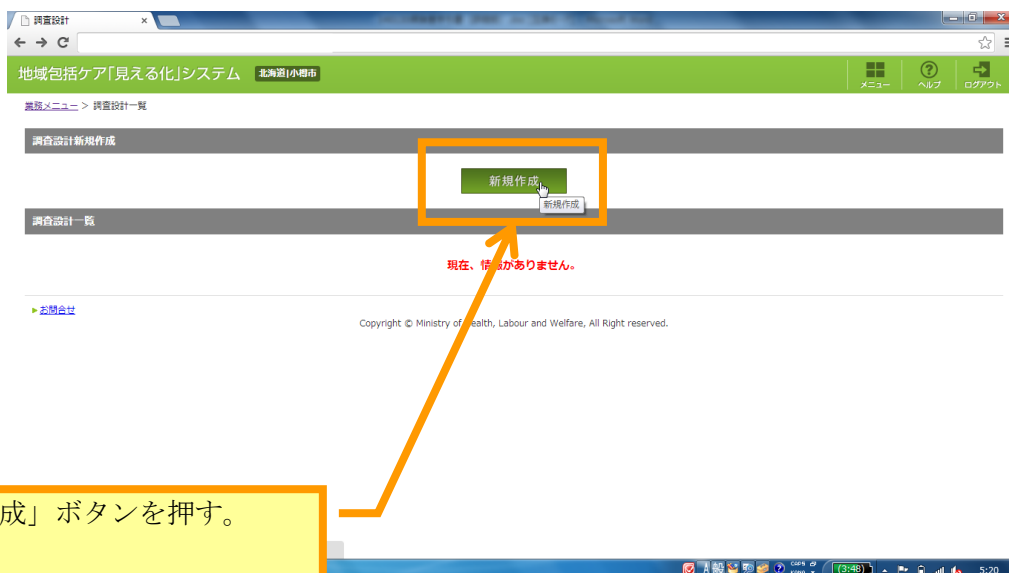 調査設計
地域包括ケア「見える化」システム 北海道|小樽市
メニュー ヘルプ ログアウト
業務メニュー > 調査設計一覧
調査設計新規作成
新規作成
新規作成
調査設計一覧
現在、情報がありません。
お問合せ
Copyright © Ministry of Health, Labour and Welfare, All Right reserved.
成」ボタンを押す。
(3:48) 5:20